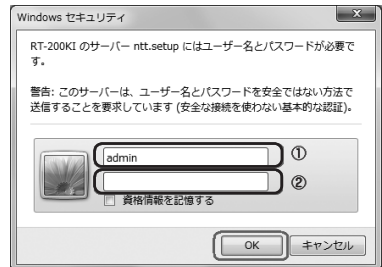 Windows セキュリティ
RT-200KI のサーバー ntt.setup にはユーザー名とパスワードが必要で
す。
警告: このサーバーは、ユーザー名とパスワードを安全ではない方法で
送信することを要求しています (安全な接続を使わない基本的な認証)。
admin ①
②
資格情報を記憶する
OK キャンセル